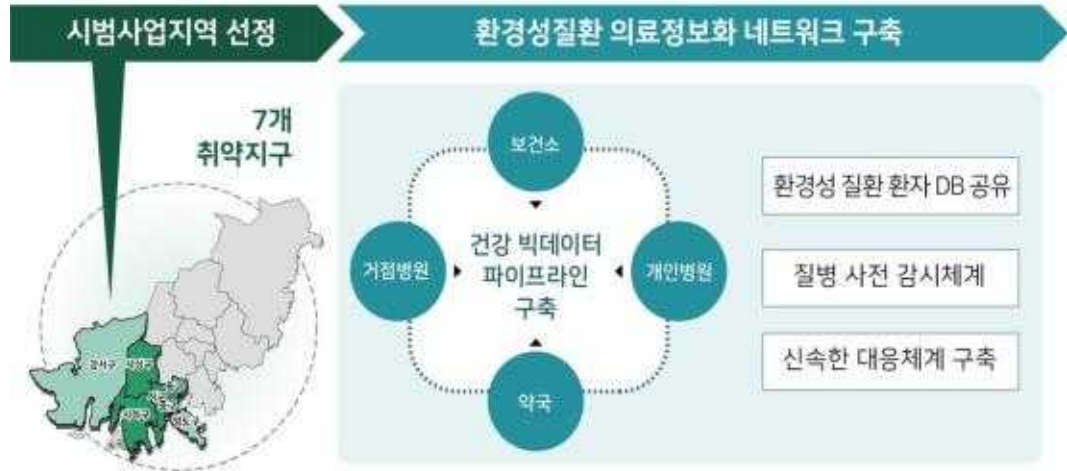 시범사업지역 선정
환경성질환 의료정보화 네트워크 구축
7개
취약지구
강서구
사상구
사하구
보건소
거점병원
건강 빅데이터
파이프라인
구축
개인병원
약국
환경성 질환 환자 DB 공유
질병 사전 감시체계
신속한 대응체계 구축